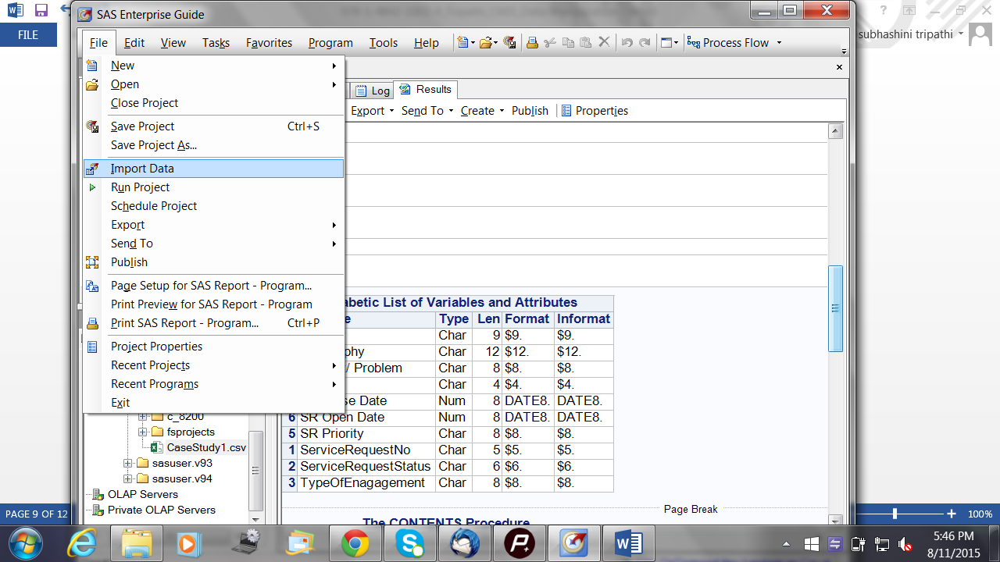 SAS Enterprise Guide
FILE
subhashini tripathi
File Edit View Tasks Favorites Program Tools Help Process Flow
New
Open
Close Project
Save Project Ctrl+S
Save Project As...
Import Data
Run Project
Schedule Project
Export
Send To
Publish
Page Setup for SAS Report - Program...
Print Preview for SAS Report - Program
Print SAS Report - Program... Ctrl+P
Project Properties
Recent Projects
Recent Programs
Exit
Log Results
Export Send To Create Publish Properties
betic List of Variables and Attributes
e Type Len Format Informat
Char 9 $9. $9.
phy Char 12 $12. $12.
/ Problem Char 8 $8. $8.
Char 4 $4. $4.
se Date Num 8 DATE8. DATE8.
6 SR Open Date Num 8 DATE8. DATE8.
5 SR Priority Char 8 $8. $8.
1 ServiceRequestNo Char 5 $5. $5.
2 ServiceRequestStatus Char 6 $6. $6.
3 TypeOfEnagagement Char 8 $8. $8.
Page Break
The CONTENTS Procedure
c_8200
fsprojects
CaseStudy1.csv
sasuser.v93
sasuser.v94
OLAP Servers
Private OLAP Servers
PAGE 9 OF 12
100%
5:46 PM
8/11/2015